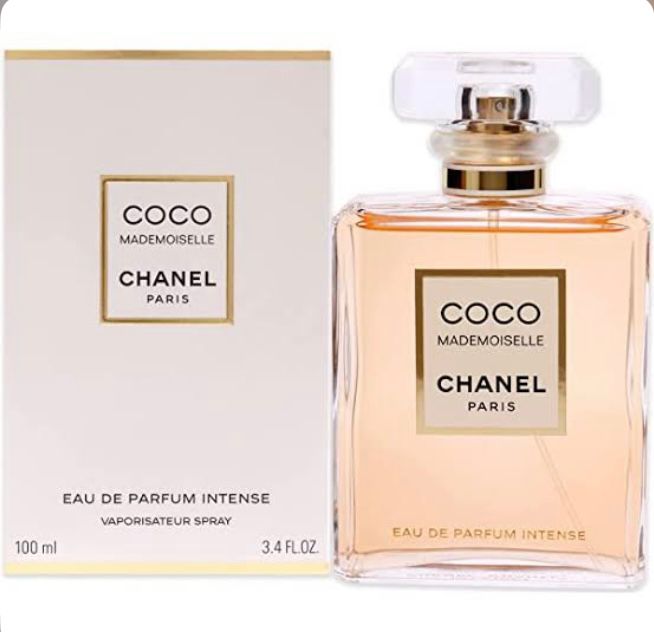 COCO
MADEMOISELLE
CHANEL
PARIS
EAU DE PARFUM INTENSE
VAPORISATEUR SPRAY
100 ml 3.4 FL.OZ.
COCO
MADEMOISELLE
CHANEL
PARIS
EAU DE PARFUM INTENSE